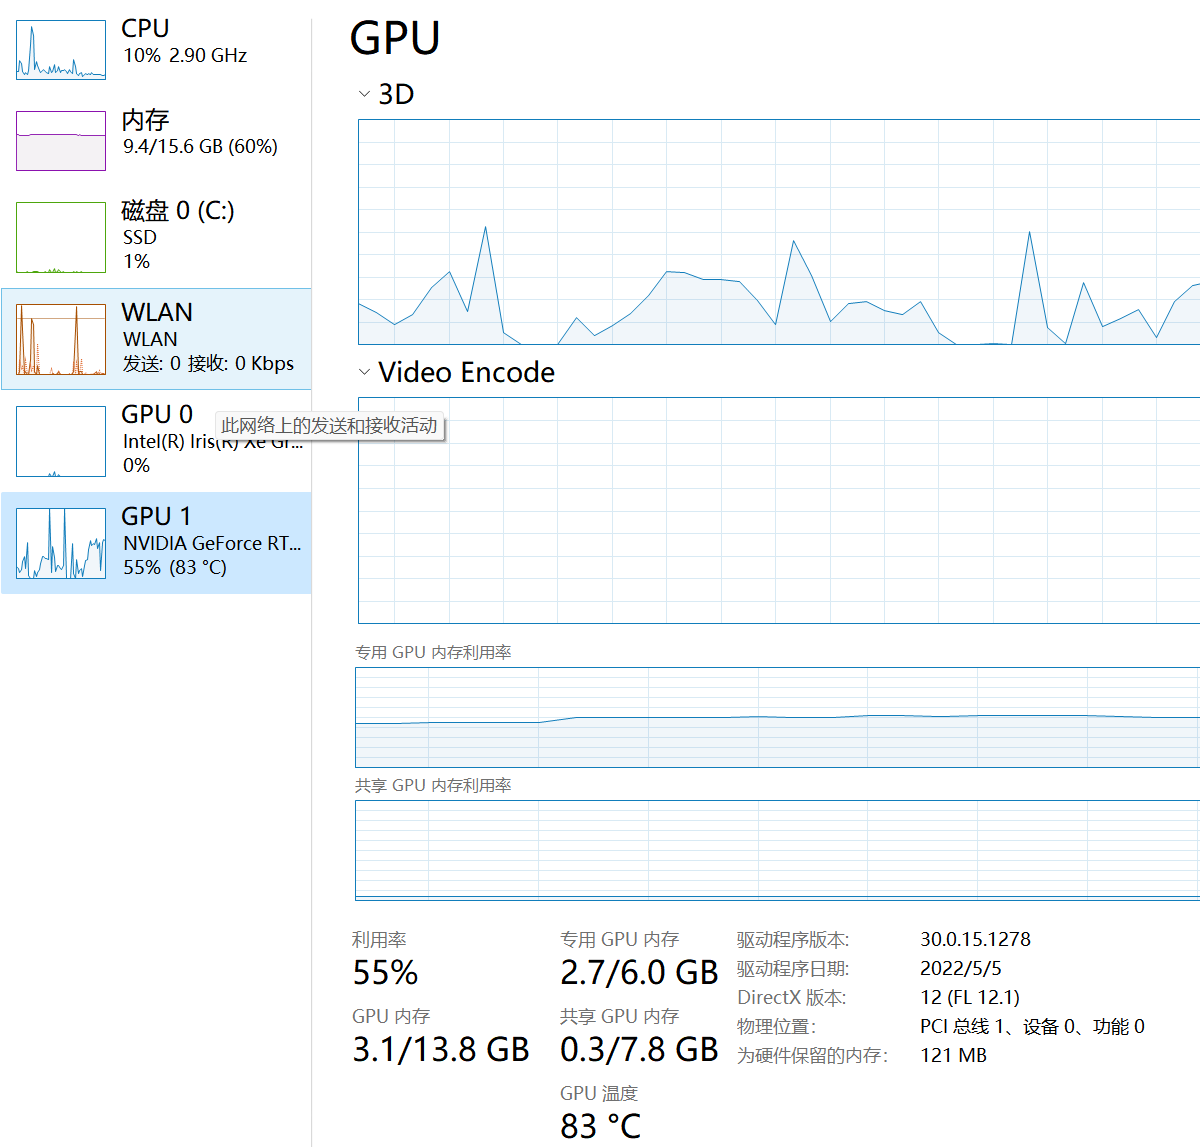 CPU
10% 2.90 GHz
内存
9.4/15.6 GB (60%)
磁盘 0 (C:)
SSD
1%
WLAN
WLAN
发送: 0 接收: 0 Kbps
GPU 0
Intel(R) Iris(R) Xe Gr...
0%
此网络上的发送和接收活动
GPU 1
NVIDIA GeForce RT...
55% (83 °C)
GPU
3D
Video Encode
专用 GPU 内存利用率
共享 GPU 内存利用率
利用率
55%
GPU 内存
3.1/13.8 GB
专用 GPU 内存
2.7/6.0 GB
共享 GPU 内存
0.3/7.8 GB
GPU 温度
83 °C
驱动程序版本: 30.0.15.1278
驱动程序日期: 2022/5/5
DirectX 版本: 12 (FL 12.1)
物理位置: PCI 总线 1、设备 0、功能 0
为硬件保留的内存: 121 MB